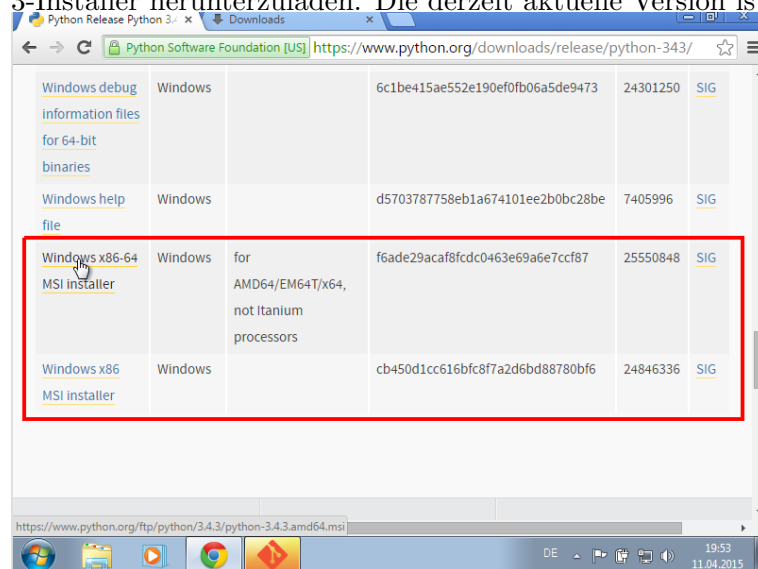 3-Installer herunterzuladen. Die derzeit aktuelle Version is
Python Release Python 3.4 Downloads
Python Software Foundation [US] https://www.python.org/downloads/release/python-343/
Windows debug Windows 6c1be415ae552e190ef0fb06a5de9473 24301250 SIG
information files
for 64-bit
binaries
Windows help Windows d5703787758eb1a674101ee2b0bc28be 7405996 SIG
file
Windows x86-64 Windows for f6ade29acaf8fcdc0463e69a6e7ccf87 25550848 SIG
MSI installer AMD64/EM64T/x64,
not Itanium
processors
Windows x86 Windows cb450d1cc616bfc8f7a2d6bd88780bf6 24846336 SIG
MSI installer
https://www.python.org/ftp/python/3.4.3/python-3.4.3.amd64.msi
DE 19:53
11.04.2015